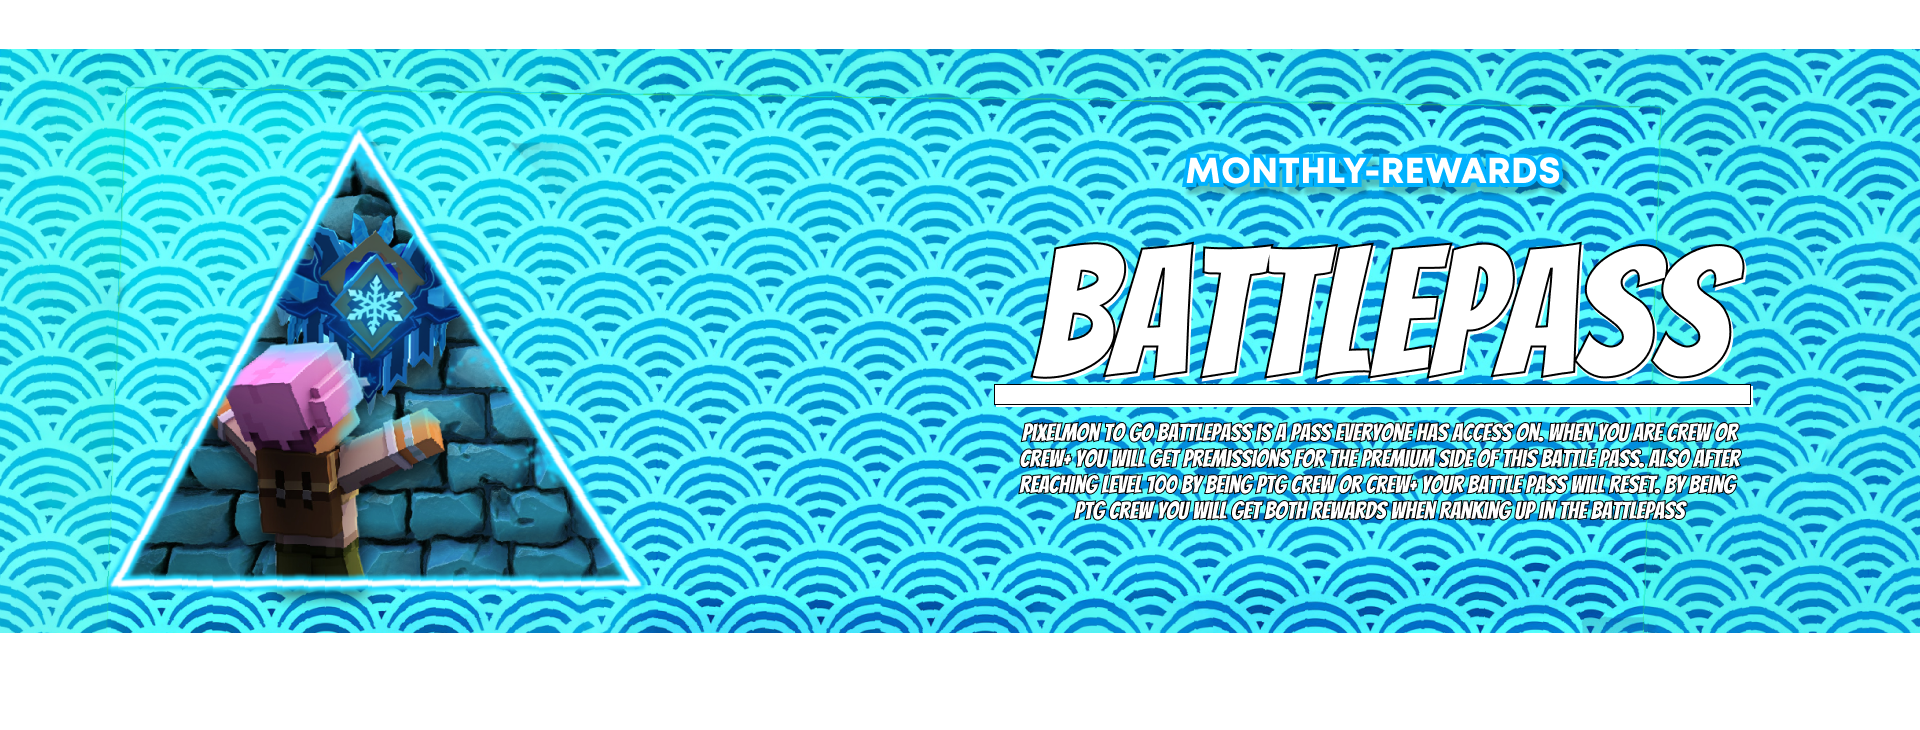 MONTHLY-REWARDS
BATTLEPASS
PIXELMON TO GO BATTLEPASS IS A PASS EVERYONE HAS ACCESS ON. WHEN YOU ARE CREW OR
CREW+ YOU WILL GET PREMISSIONS FOR THE PREMIUM SIDE OF THIS BATTLE PASS. ALSO AFTER
REACHING LEVEL 100 BY BEING PTG CREW OR CREW+ YOUR BATTLE PASS WILL RESET. BY BEING
PTG CREW YOU WILL GET BOTH REWARDS WHEN RANKING UP IN THE BATTLEPASS